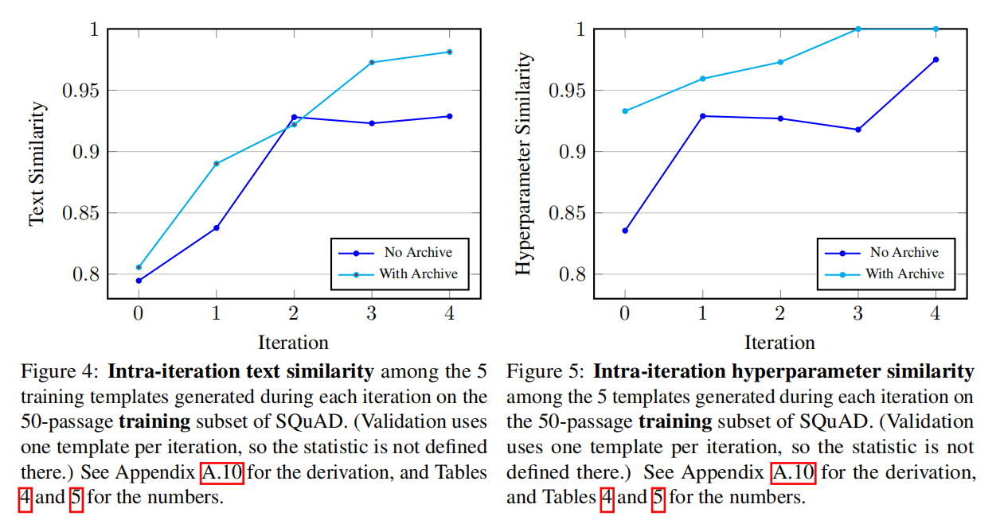 1
0.95
0.9
0.85
0.8
Text Similarity
No Archive
With Archive
0 1 2 3 4
Iteration
Figure 4: Intra-iteration text similarity among the 5
training templates generated during each iteration on the
50-passage training subset of SQuAD. (Validation uses
one template per iteration, so the statistic is not defined
there.) See Appendix A.10 for the derivation, and Tables
4 and 5 for the numbers.
1
0.95
0.9
0.85
0.8
Hyperparameter Similarity
No Archive
With Archive
0 1 2 3 4
Iteration
Figure 5: Intra-iteration hyperparameter similarity
among the 5 templates generated during each iteration on
the 50-passage training subset of SQuAD. (Validation
uses one template per iteration, so the statistic is not
defined there.) See Appendix A.10 for the derivation,
and Tables 4 and 5 for the numbers.